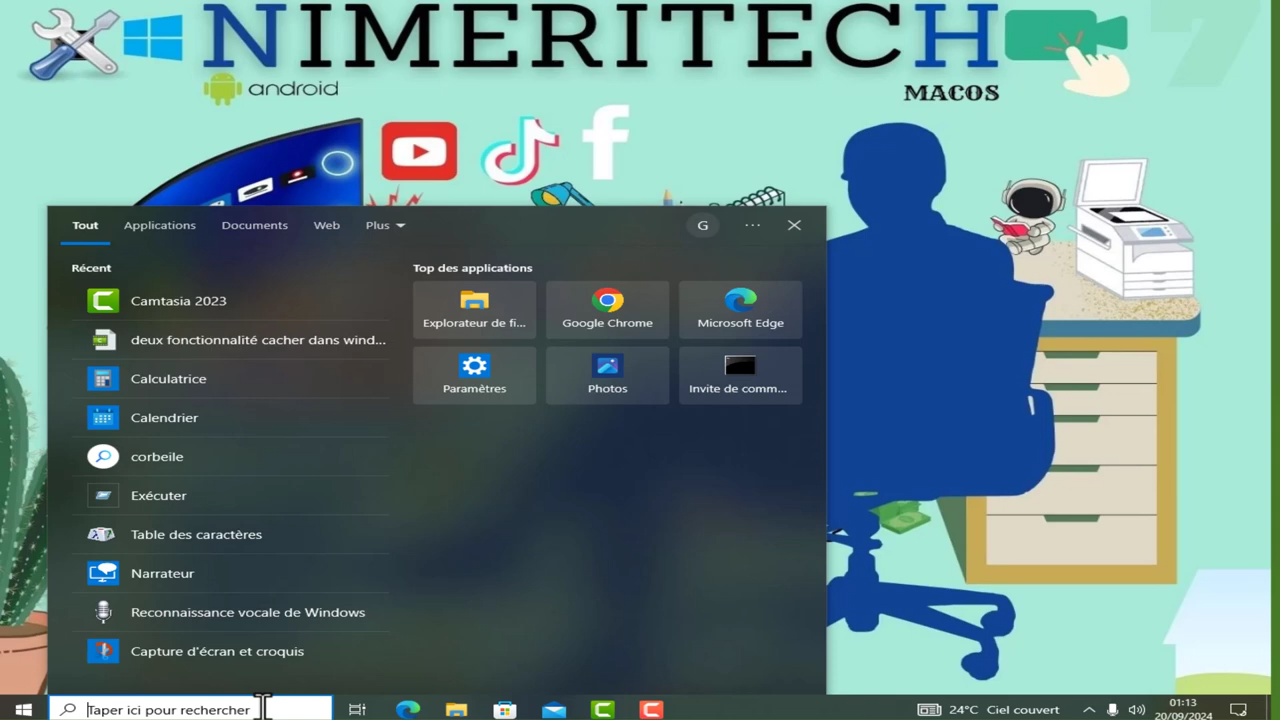 NIMERITECH
android
MACOS
Tout
Applications
Documents
Web
Plus
G
Récent
Top des applications
Camtasia 2023
deux fonctionnalité cacher dans wind...
Calculatrice
Calendrier
corbeile
Exécuter
Table des caractères
Narrateur
Reconnaissance vocale de Windows
Capture d'écran et croquis
Explorateur de fi...
Google Chrome
Microsoft Edge
Paramètres
Photos
Invite de comm...
Taper ici pour rechercher
24°C Ciel couvert
01:13
20/09/2024